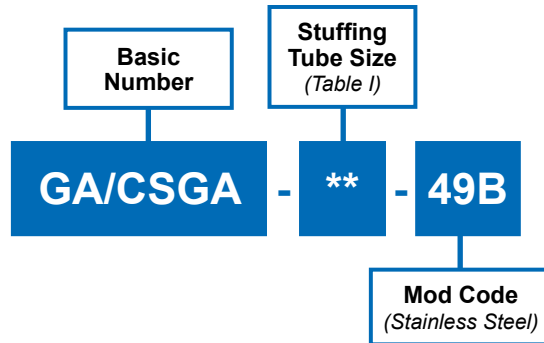 Basic
Number
Stuffing
Tube Size
(Table I)
GA/CSGA - ** - 49B
Mod Code
(Stainless Steel)